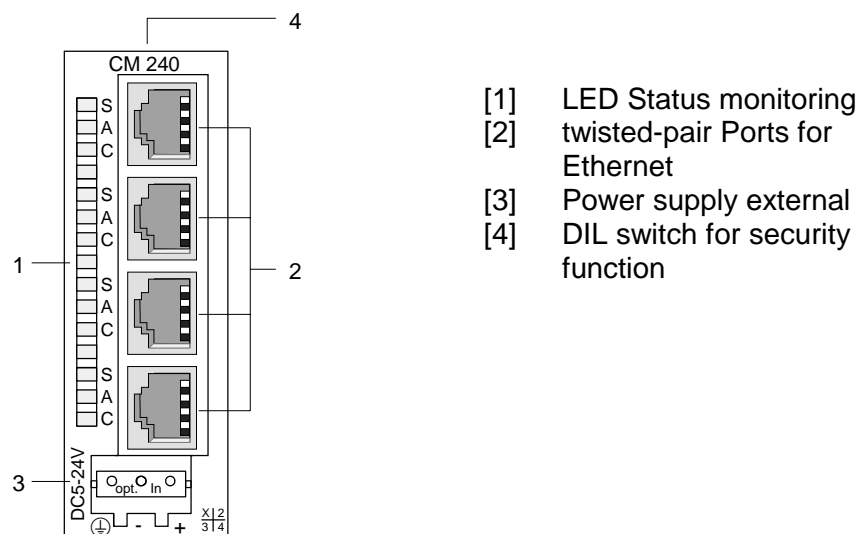 4
CM 240
S
A
C
S
A
C
S
A
C
S
A
C
1
2
3
DC5-24V
opt. In
- +
X 2
3 4
[1] LED Status monitoring
[2] twisted-pair Ports for
Ethernet
[3] Power supply external
[4] DIL switch for security
function